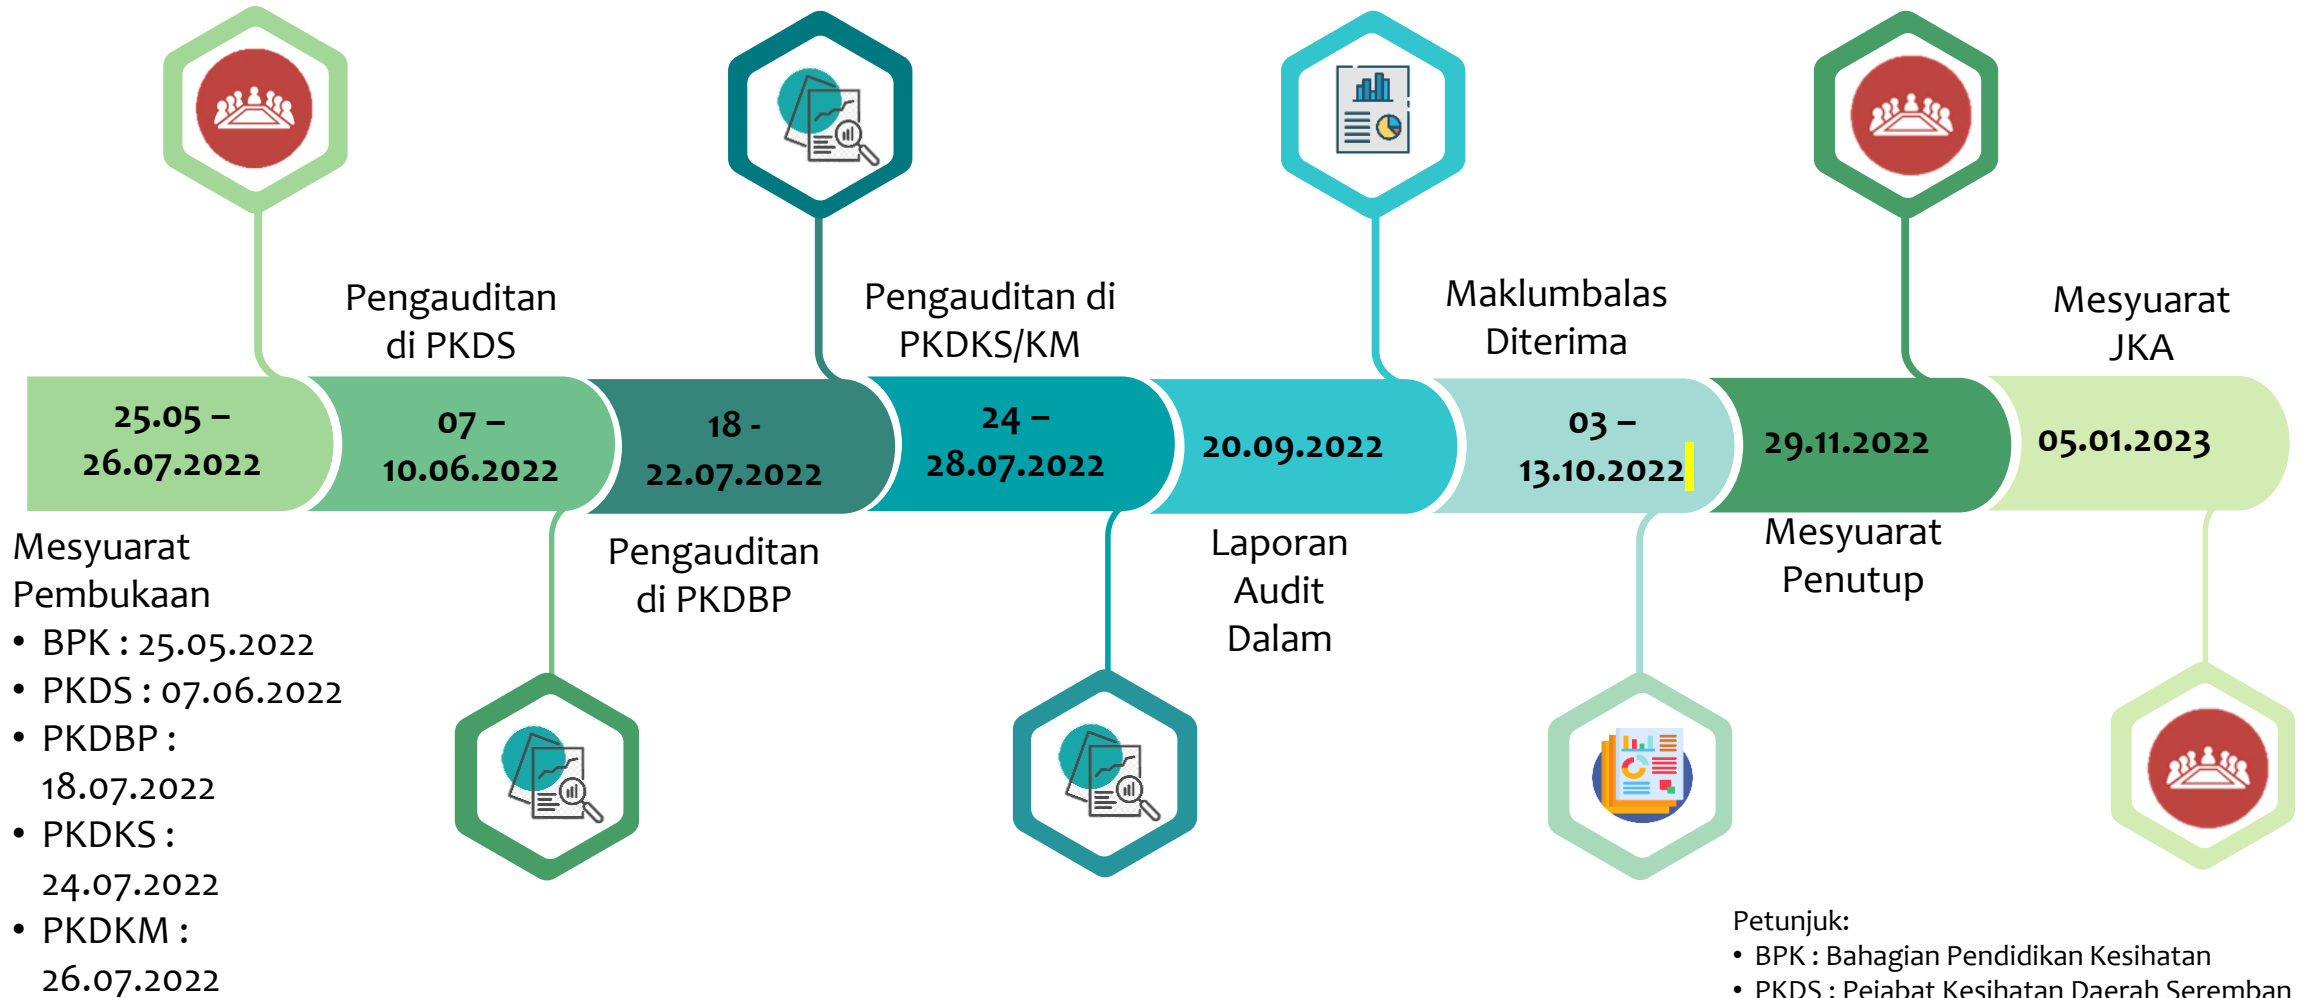 Pengauditan
di PKDS
Pengauditan di
PKDKS/KM
Maklumbalas
Diterima
Mesyuarat
JKA
25.05 –
26.07.2022
07 –
10.06.2022
18 -
22.07.2022
24 –
28.07.2022
20.09.2022
03 –
13.10.2022
29.11.2022
05.01.2023
Mesyuarat
Pembukaan
• BPK : 25.05.2022
• PKDS : 07.06.2022
• PKDBP :
18.07.2022
• PKDKS :
24.07.2022
• PKDKM :
26.07.2022
Pengauditan
di PKDBP
Laporan
Audit
Dalam
Mesyuarat
Penutup
Petunjuk:
• BPK : Bahagian Pendidikan Kesihatan
• PKDS : Pejabat Kesihatan Daerah Seremban